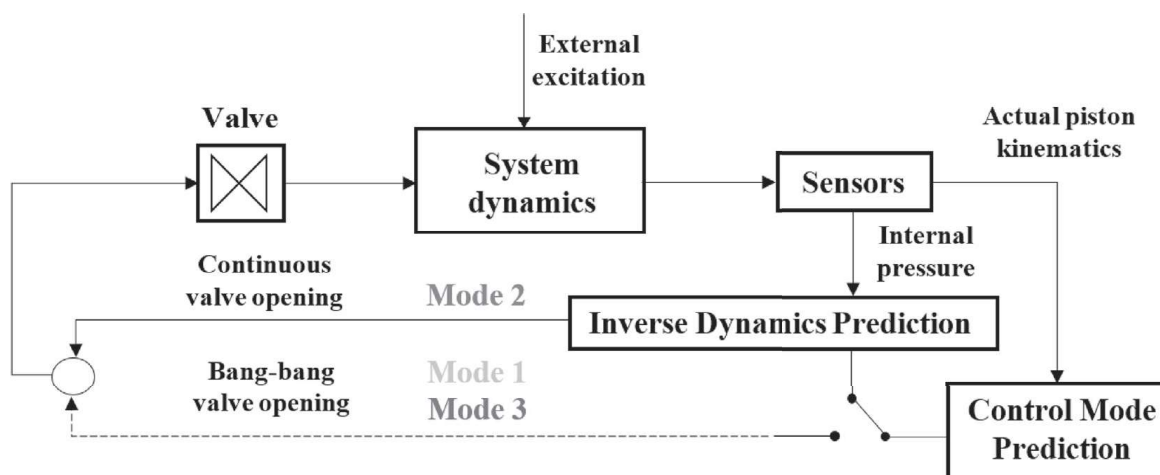 External
excitation
Valve
Actual piston
kinematics
System
dynamics
Sensors
Internal
pressure
Continuous
valve opening
Mode 2
Inverse Dynamics Prediction
Bang-bang
valve opening
Mode 1
Mode 3
Control Mode
Prediction